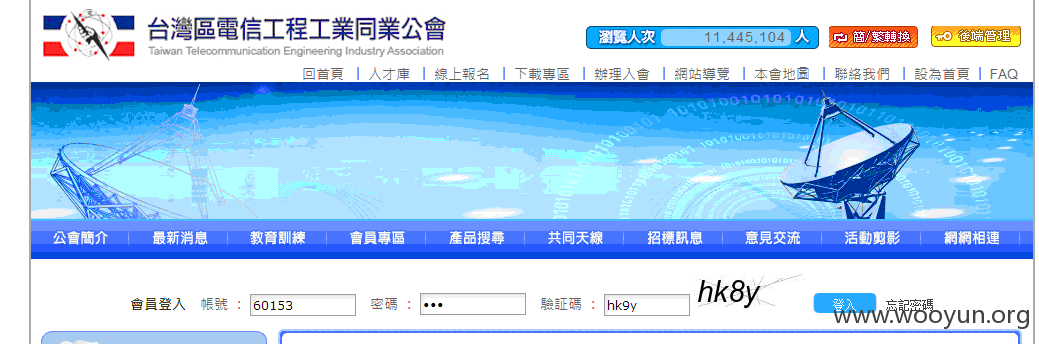 台灣區電信工程工業同業公會
Taiwan Telecommunication Engineering Industry Association
瀏覽人次 11,445,104 人 簡/繁轉換 後端管理
回首頁 | 人才庫 | 線上報名 | 下載專區 | 辦理入會 | 網站導覽 | 本會地圖 | 聯絡我們 | 設為首頁 | FAQ
公會簡介 最新消息 教育訓練 會員專區 產品搜尋 共同天線 招標訊息 意見交流 活動剪影 網網相連
會員登入 帳號 : 60153 密碼 : ••• 驗証碼 : hk9y hk8y 登入 忘記密碼
www.wooyun.org